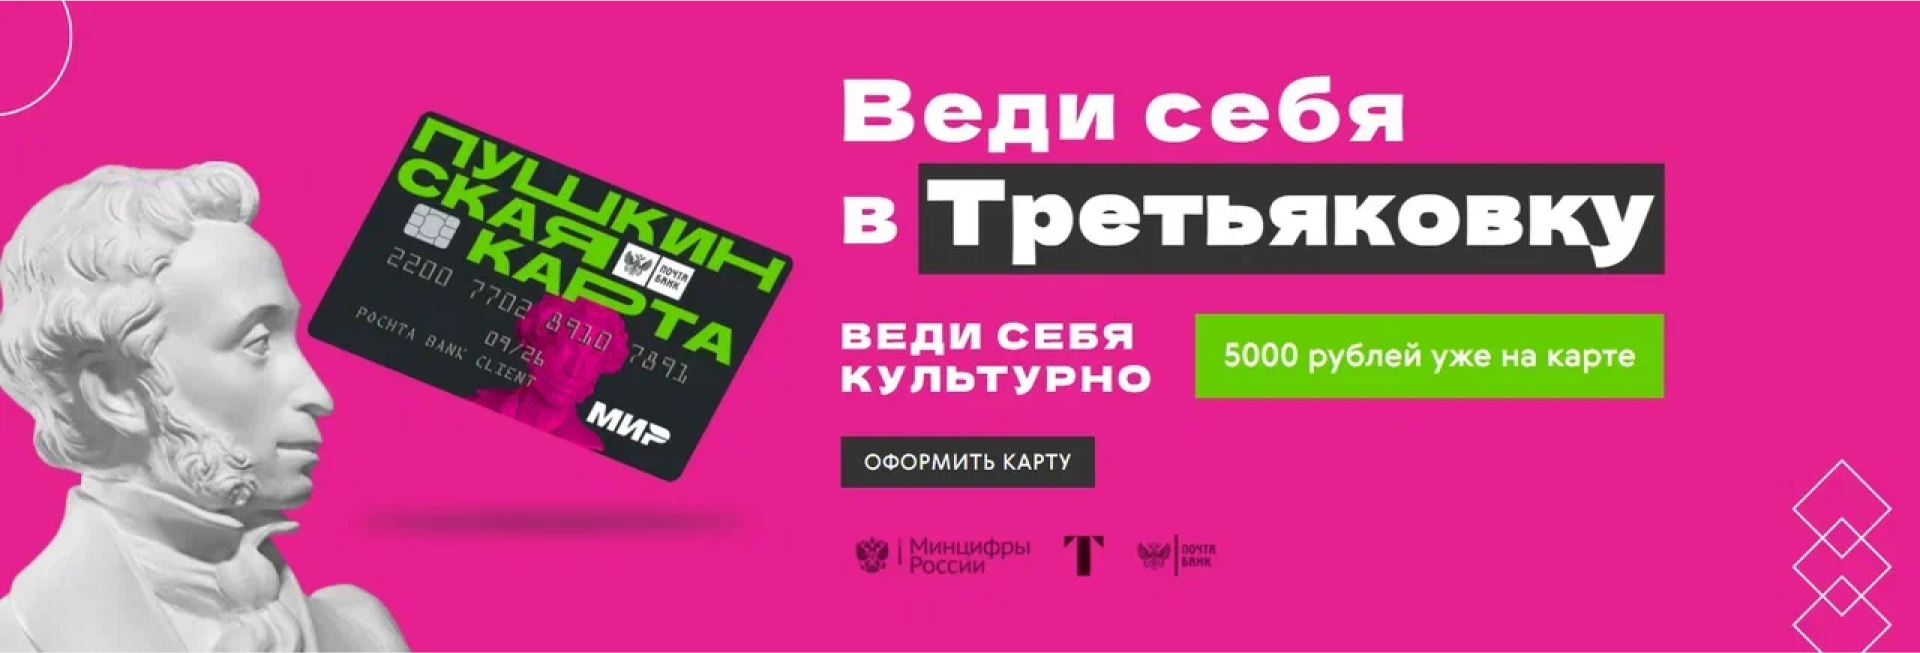 ПУШКИН
СКАЯ
КАРТА
ПОЧТА
БАНК
2200 7702 8910 7891
09/26
POCHTA BANK CLIENT
МИР
Веди себя
в Третьяковку
ВЕДИ СЕБЯ
КУЛЬТУРНО
5000 рублей уже на карте
ОФОРМИТЬ КАРТУ
Минцифры
России
Т
ПОЧТА
БАНК